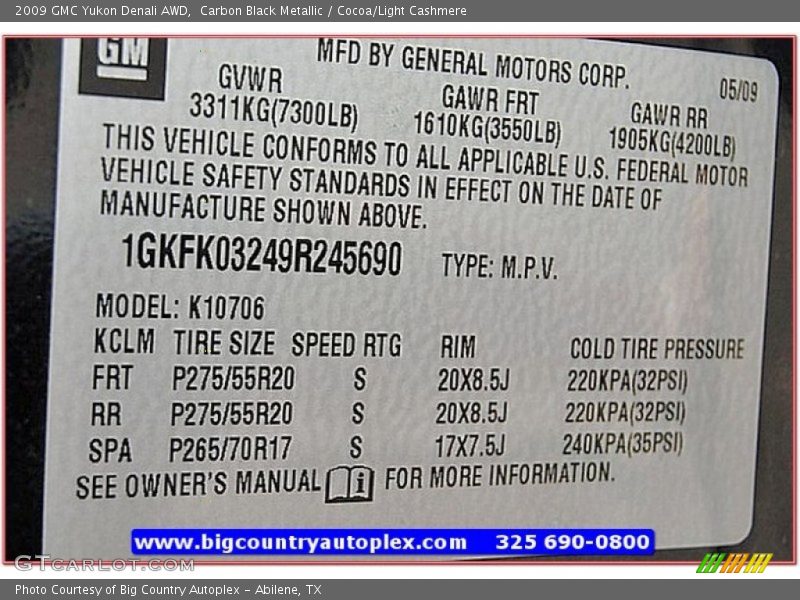 2009 GMC Yukon Denali AWD,  Carbon Black Metallic / Cocoa/Light Cashmere
GM
MFD BY GENERAL MOTORS CORP.
05/09
GVWR GAWR FRT GAWR RR
3311KG(7300LB) 1610KG(3550LB) 1905KG(4200LB)
THIS VEHICLE CONFORMS TO ALL APPLICABLE U.S. FEDERAL MOTOR
VEHICLE SAFETY STANDARDS IN EFFECT ON THE DATE OF
MANUFACTURE SHOWN ABOVE.
1GKFK03249R245690 TYPE: M.P.V.
MODEL: K10706
KCLM TIRE SIZE SPEED RTG RIM COLD TIRE PRESSURE
FRT P275/55R20 S 20X8.5J 220KPA(32PSI)
RR P275/55R20 S 20X8.5J 220KPA(32PSI)
SPA P265/70R17 S 17X7.5J 240KPA(35PSI)
SEE OWNER'S MANUAL i FOR MORE INFORMATION.
www.bigcountryautoplex.com 325 690-0800
GTcarlot.com
Photo Courtesy of Big Country Autoplex - Abilene, TX